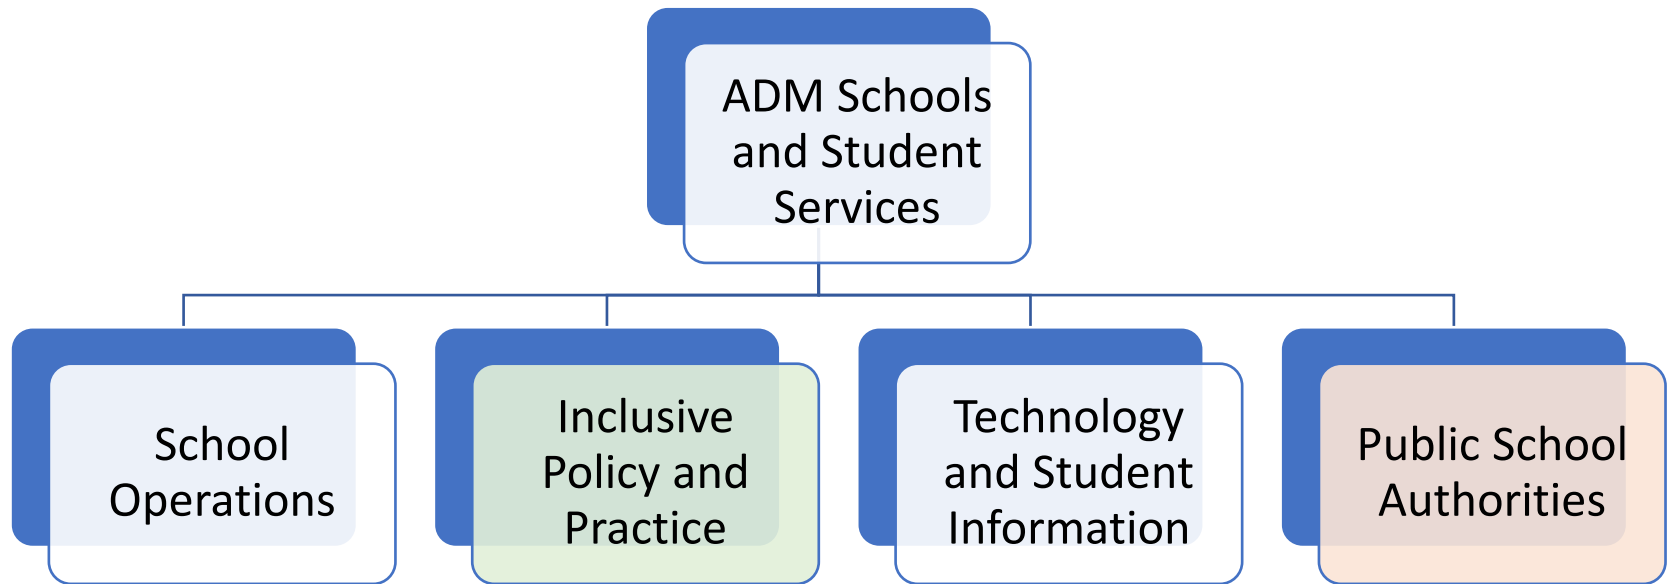 ADM Schools
and Student
Services
School
Operations
Inclusive
Policy and
Practice
Technology
and Student
Information
Public School
Authorities